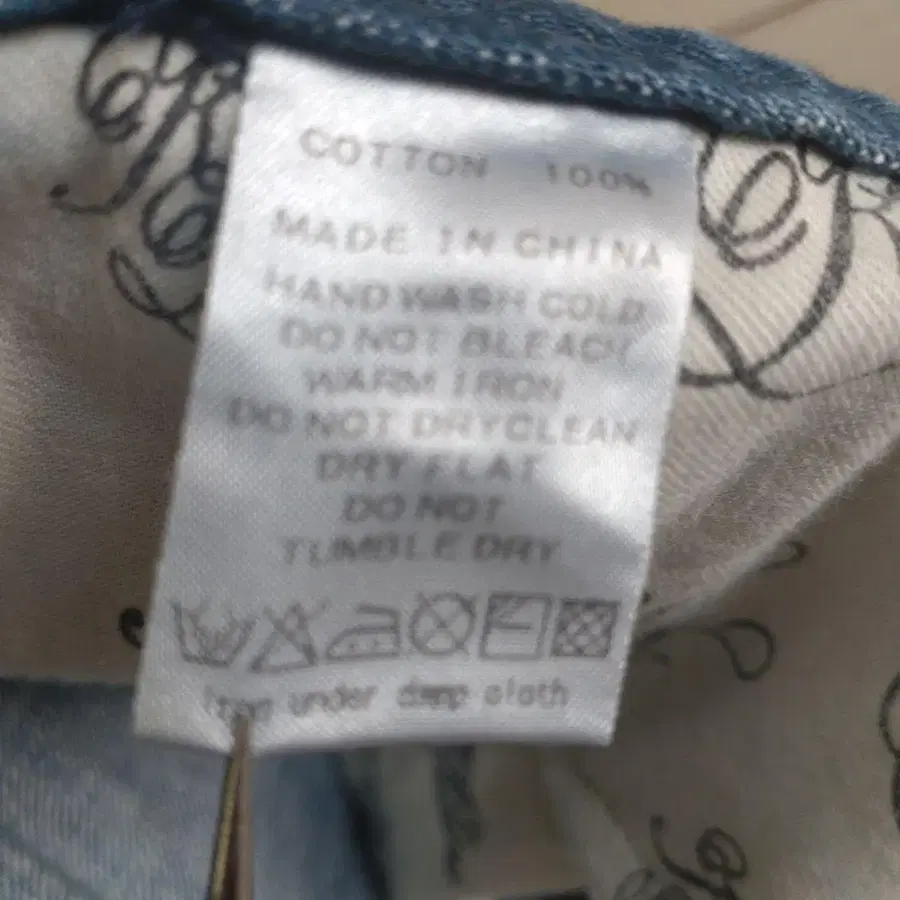 COTTON 100%
MADE IN CHINA
HAND WASH COLD
DO NOT BLEACH
WARM IRON
DO NOT DRYCLEAN
DRY FLAT
DO NOT
TUMBLE DRY
Iron under damp cloth